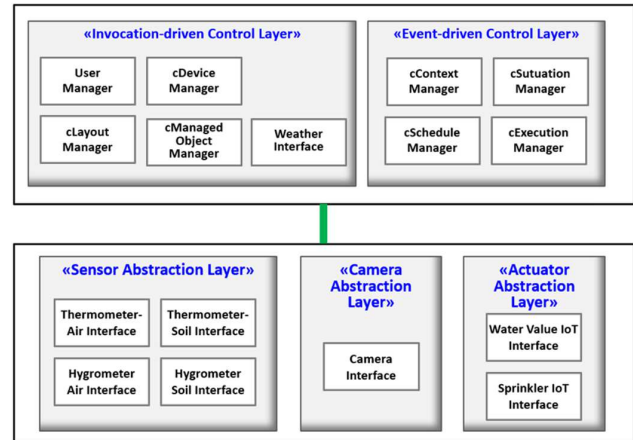 «Invocation-driven Control Layer»
User
Manager
cDevice
Manager
cLayout
Manager
cManaged
Object
Manager
Weather
Interface
«Event-driven Control Layer»
cContext
Manager
cSutuation
Manager
cSchedule
Manager
cExecution
Manager
«Sensor Abstraction Layer»
Thermometer-
Air Interface
Thermometer-
Soil Interface
Hygrometer
Air Interface
Hygrometer
Soil Interface
«Camera
Abstraction
Layer»
Camera
Interface
«Actuator
Abstraction
Layer»
Water Value IoT
Interface
Sprinkler IoT
Interface